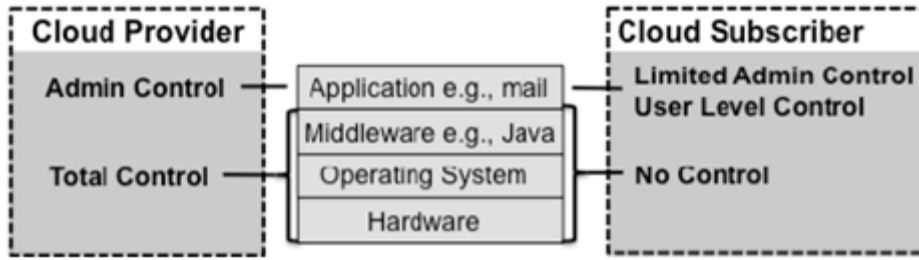 Cloud Provider
Admin Control
Total Control
Application e.g., mail
Middleware e.g., Java
Operating System
Hardware
Cloud Subscriber
Limited Admin Control
User Level Control
No Control